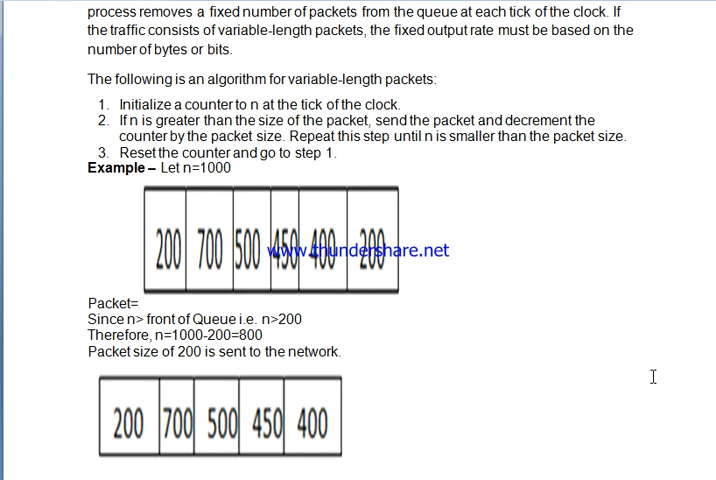 process removes a fixed number of packets from the queue at each tick of the clock. If
the traffic consists of variable-length packets, the fixed output rate must be based on the
number of bytes or bits.
The following is an algorithm for variable-length packets:
1. Initialize a counter to n at the tick of the clock.
2. If n is greater than the size of the packet, send the packet and decrement the
counter by the packet size. Repeat this step until n is smaller than the packet size.
3. Reset the counter and go to step 1.
Example – Let n=1000
200 700 500 450 400 200
www.thundershare.net
Packet=
Since n> front of Queue i.e. n>200
Therefore, n=1000-200=800
Packet size of 200 is sent to the network.
200 700 500 450 400